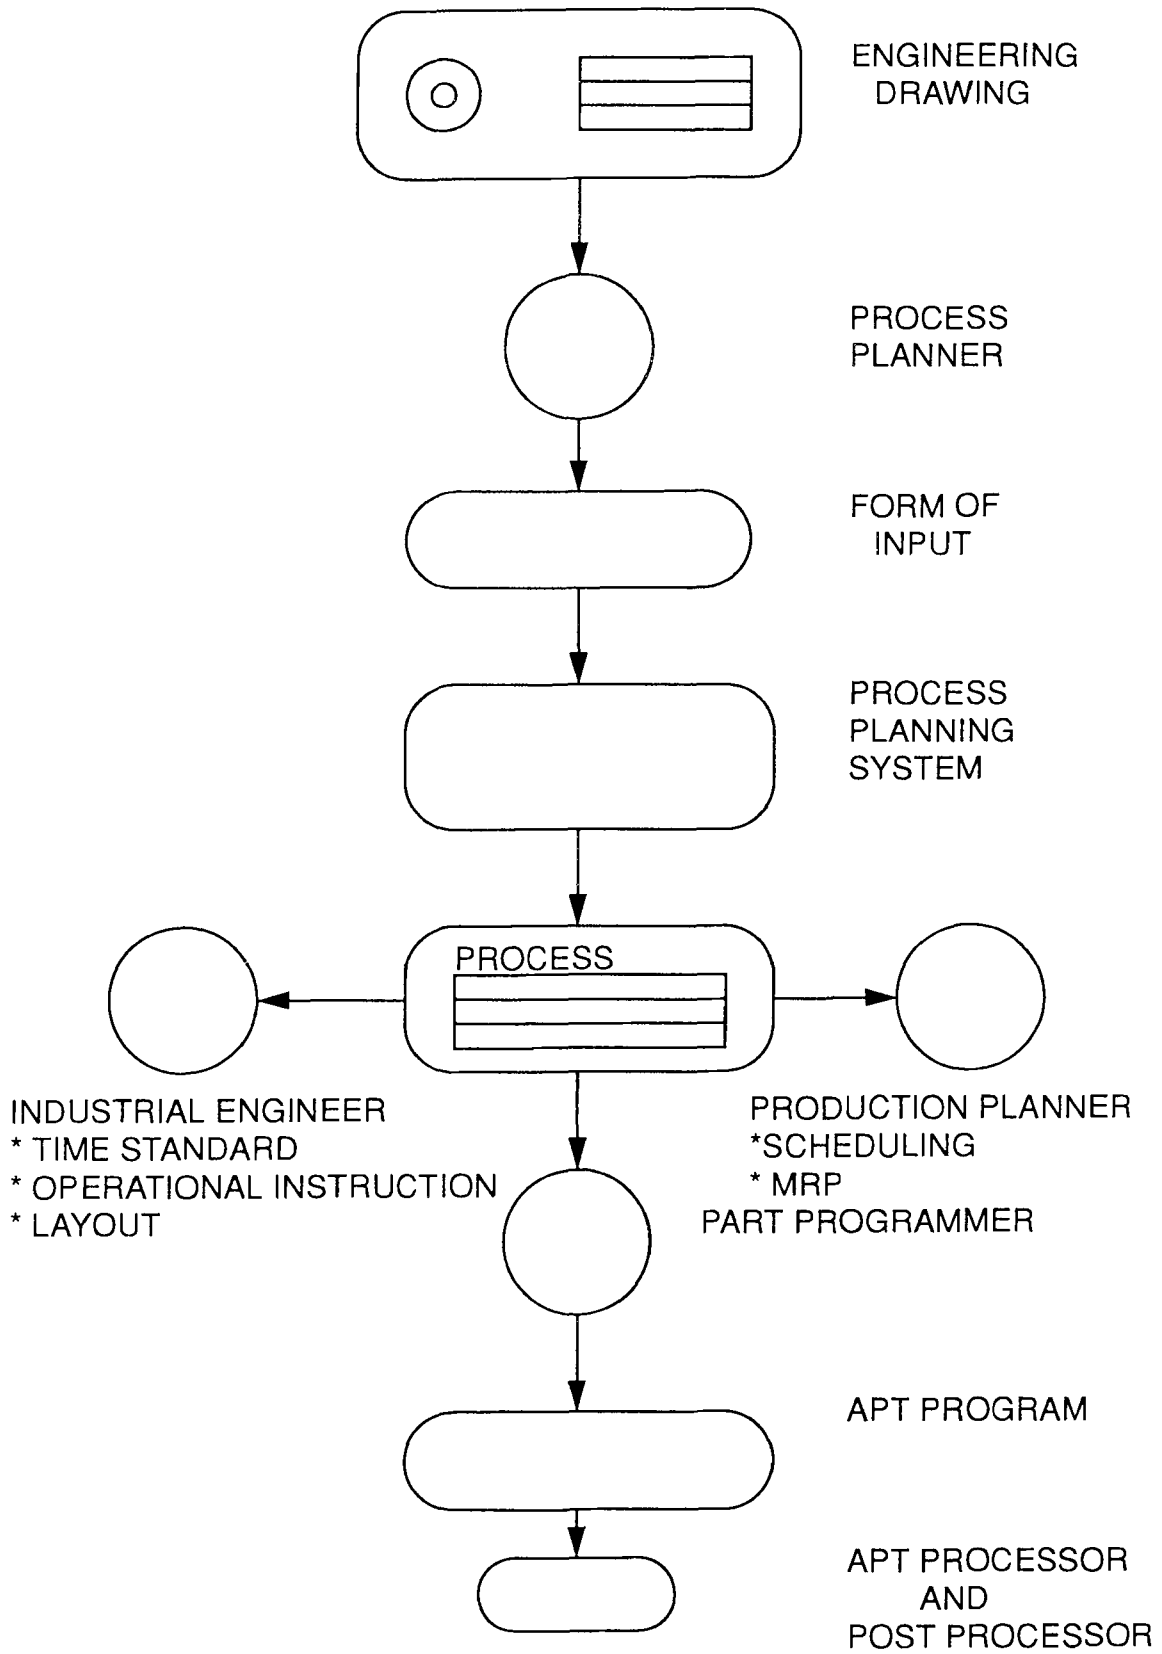 ENGINEERING
DRAWING
PROCESS
PLANNER
FORM OF
INPUT
PROCESS
PLANNING
SYSTEM
PROCESS
INDUSTRIAL ENGINEER
* TIME STANDARD
* OPERATIONAL INSTRUCTION
* LAYOUT
PRODUCTION PLANNER
*SCHEDULING
* MRP
PART PROGRAMMER
APT PROGRAM
APT PROCESSOR
AND
POST PROCESSOR